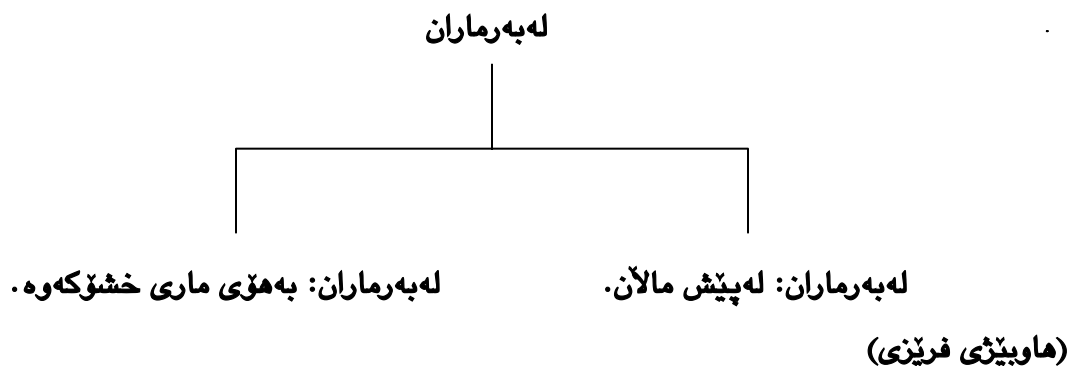 لەبەرماران
لەبەرماران: لەپێش ماڵان.
لەبەرماران: بەهۆی ماری خشۆکەوە.
(هاوبێژی فرێزی)